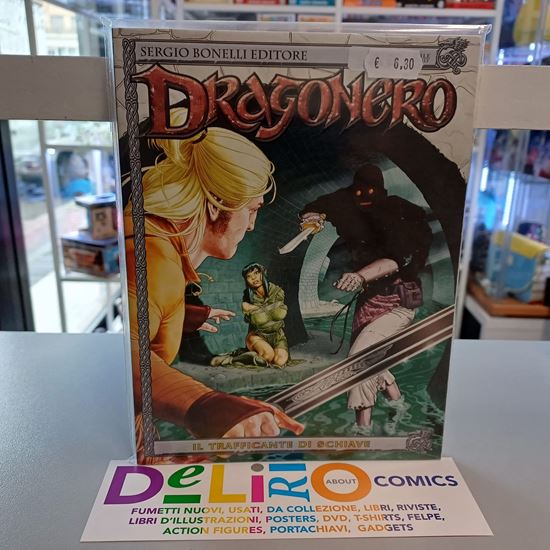 SERGIO BONELLI EDITORE
€ 6,30
DRAGONERO
IL TRAFFICANTE DI SCHIAVE
DeLiRiO ABOUT COMICS
FUMETTI NUOVI, USATI, DA COLLEZIONE, LIBRI, RIVISTE,
LIBRI D'ILLUSTRAZIONI, POSTERS, DVD, T-SHIRTS, FELPE,
ACTION FIGURES, PORTACHIAVI, GADGETS